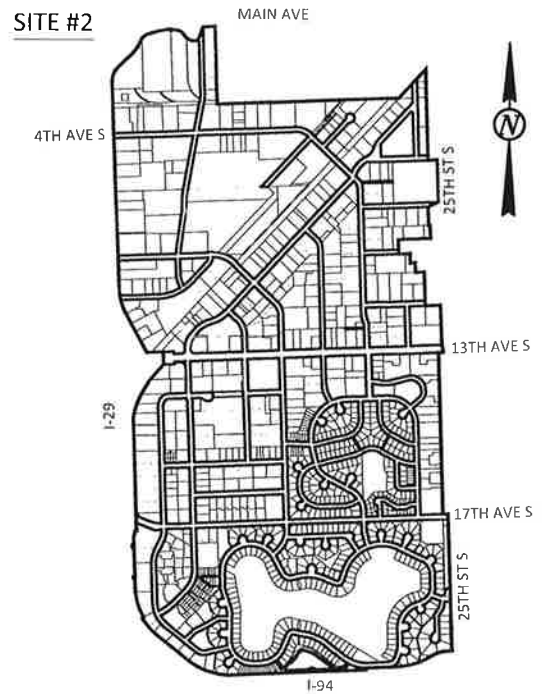 SITE #2
MAIN AVE
4TH AVE S
N
25TH ST S
13TH AVE S
I-29
17TH AVE S
25TH ST S
I-94